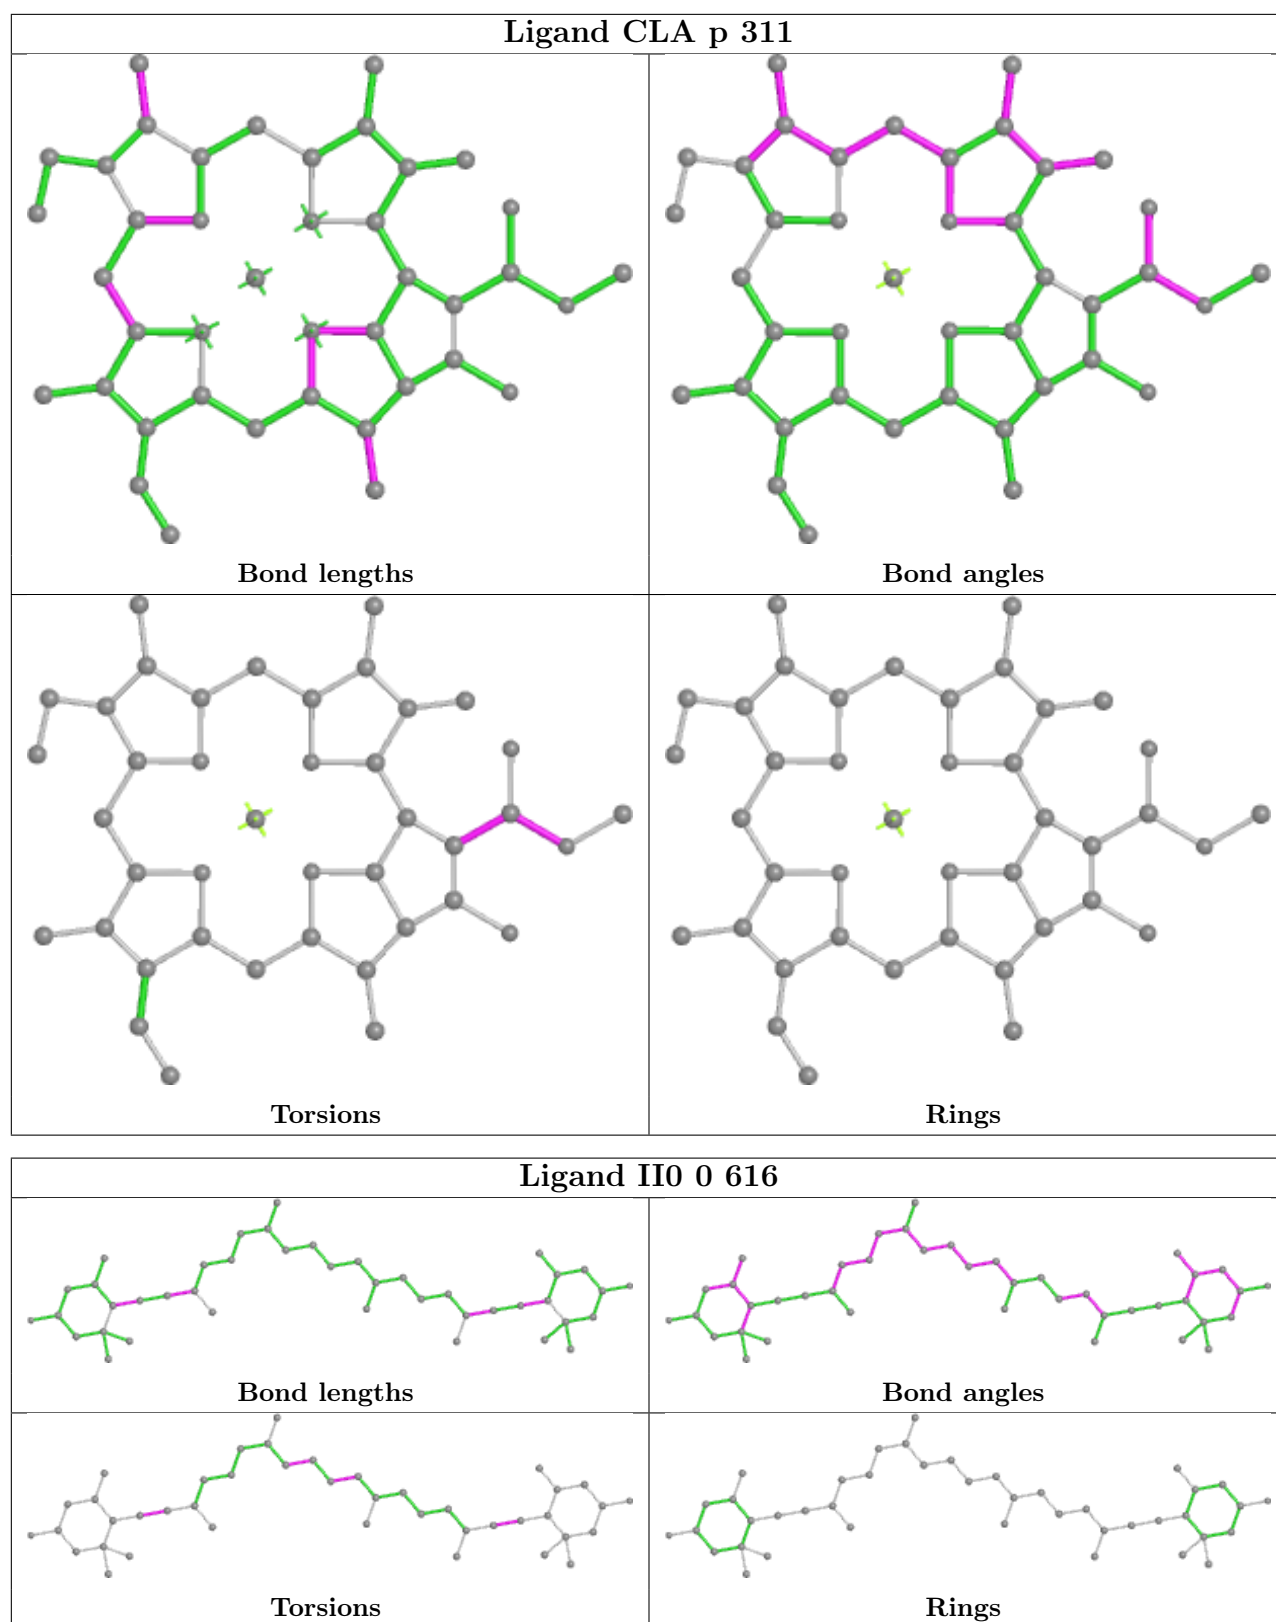 Ligand CLA p 311
Bond lengths
Bond angles
Torsions
Rings
Ligand II0 0 616
Bond lengths
Bond angles
Torsions
Rings